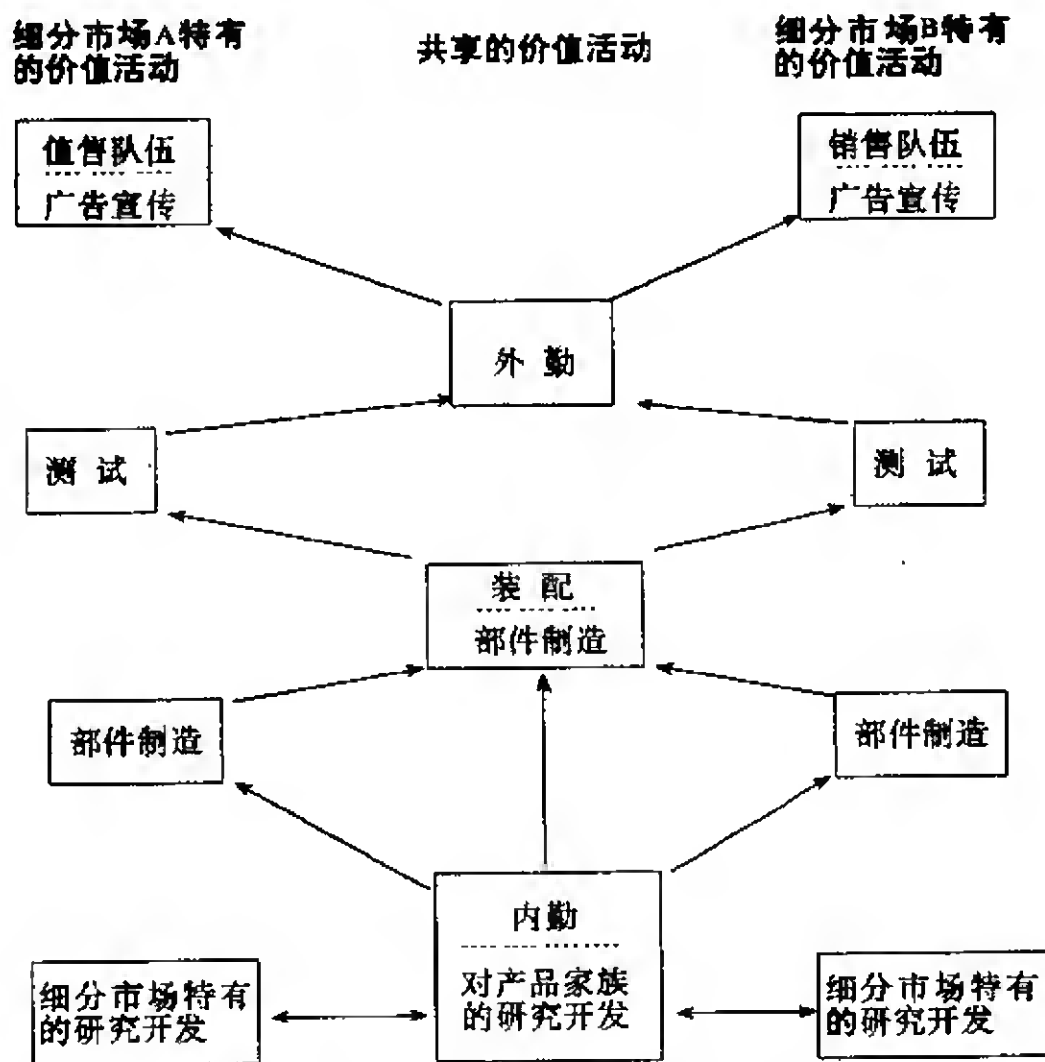 细分市场A特有
的价值活动
共享的价值活动
细分市场B特有
的价值活动
值售队伍
广告宣传
销售队伍
广告宣传
外勤
测试
测试
装配
部件制造
部件制造
部件制造
内勤
对产品家族
的研究开发
细分市场特有
的研究开发
细分市场特有
的研究开发